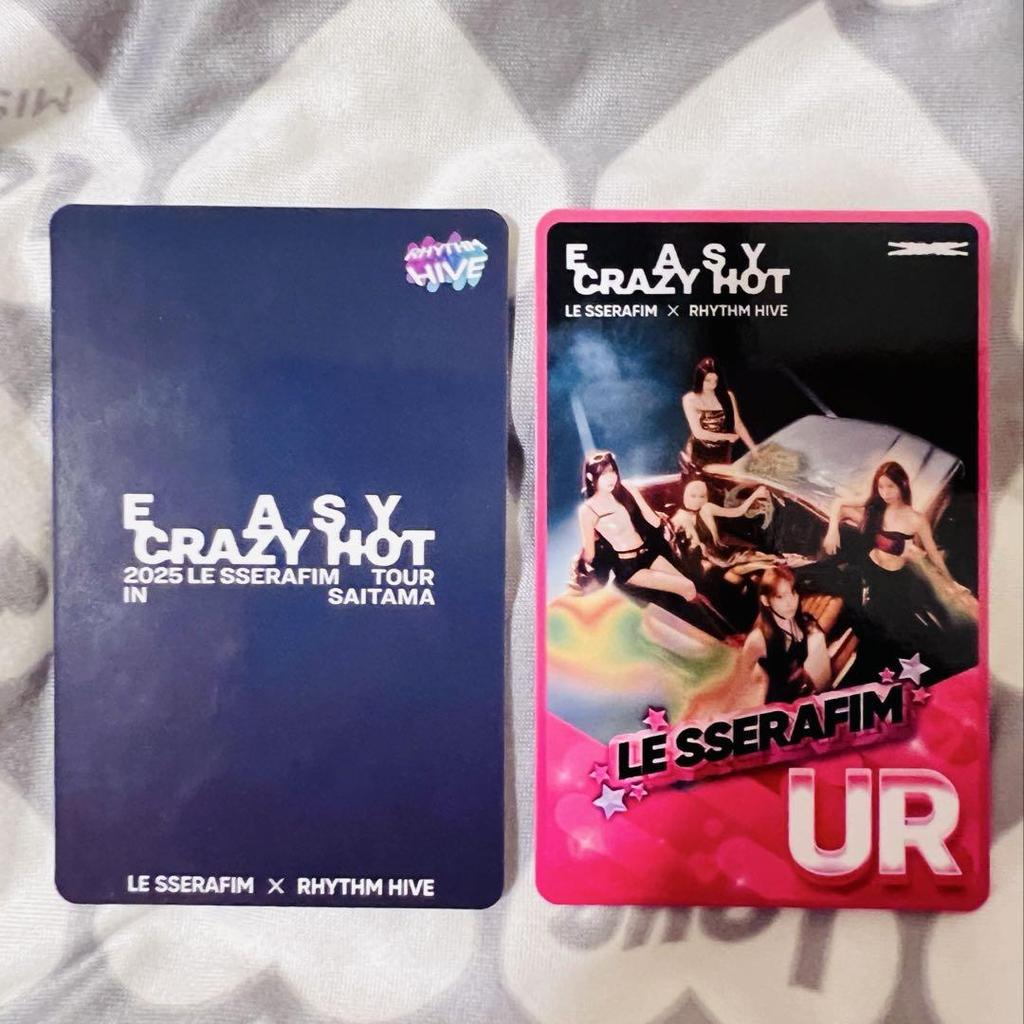 RHYTHM
HIVE
E A S Y
CRAZY HOT
2025 LE SSERAFIM TOUR
IN SAITAMA
LE SSERAFIM × RHYTHM HIVE
E A S Y
CRAZY HOT
LE SSERAFIM × RHYTHM HIVE
LE SSERAFIM
UR